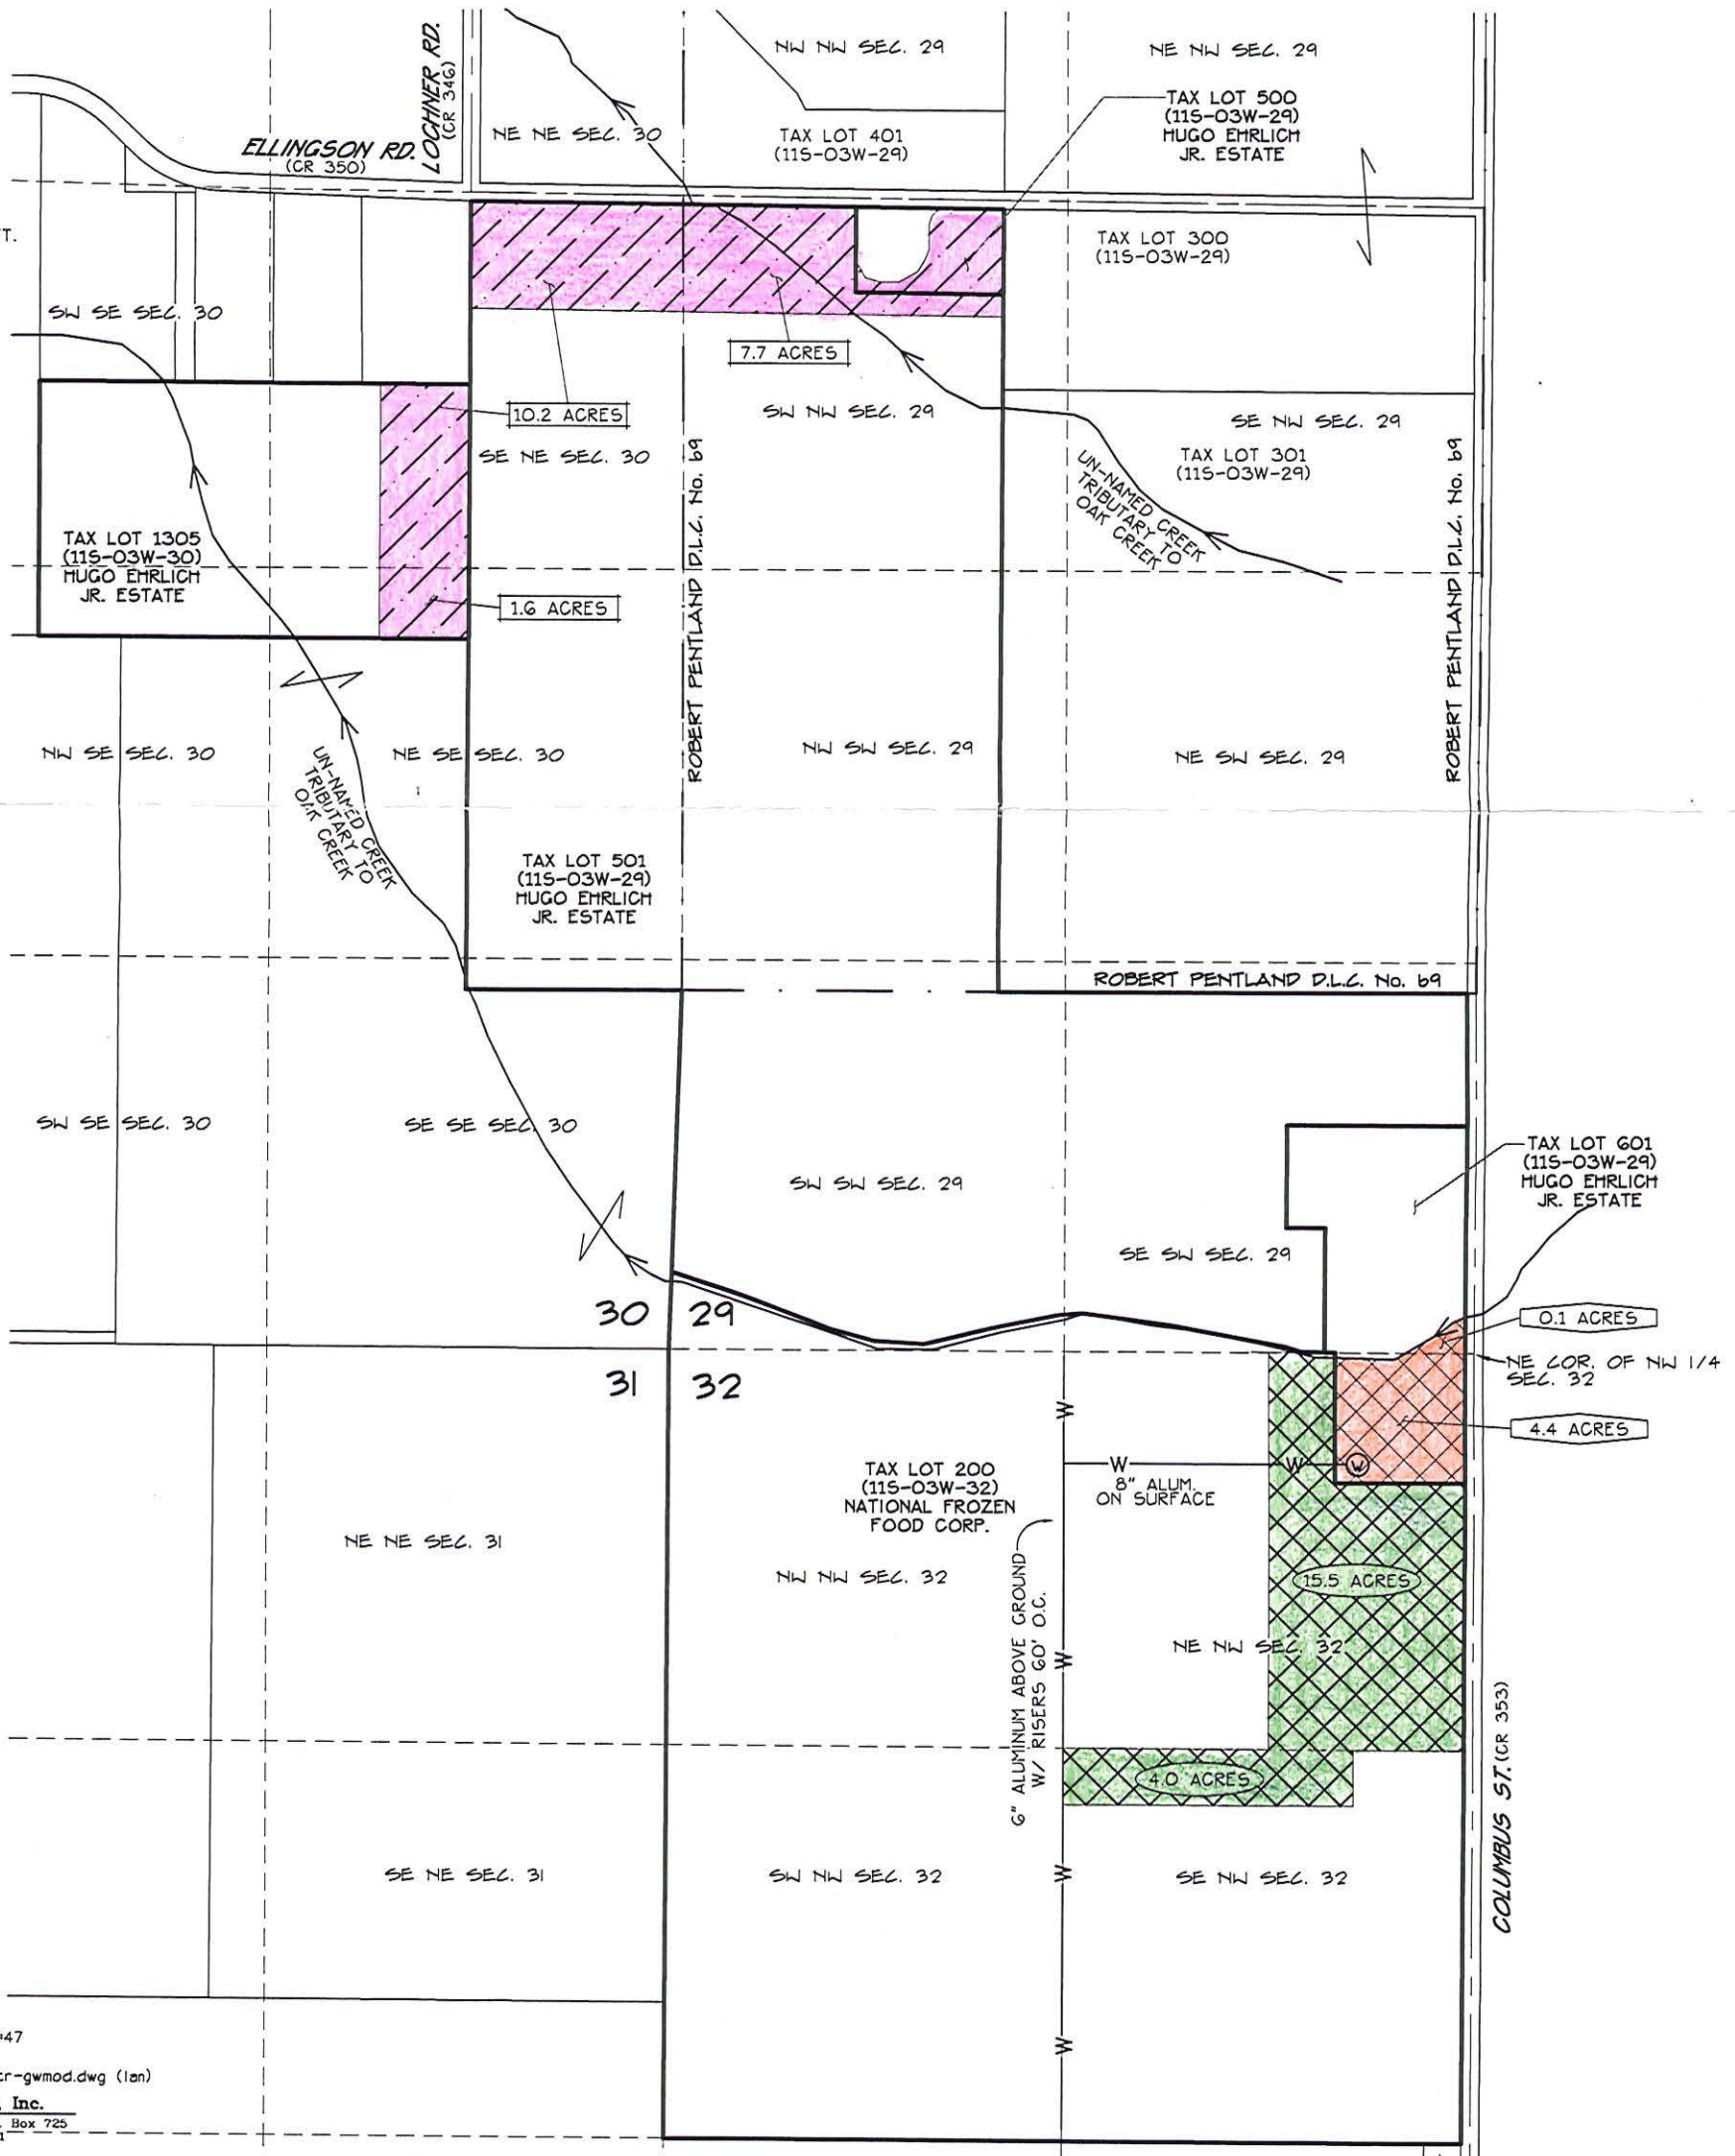 NW NW SEC. 29
NE NW SEC. 29
LOCHNER RD.
(CR 346)
ELLINGSON RD.
(CR 350)
NE NE SEC. 30
TAX LOT 401
(11S-03W-29)
TAX LOT 500
(11S-03W-29)
HUGO EHRLICH
JR. ESTATE
T.
TAX LOT 300
(11S-03W-29)
SW SE SEC. 30
7.7 ACRES
10.2 ACRES
SW NW SEC. 29
SE NW SEC. 29
SE NE SEC. 30
TAX LOT 301
(11S-03W-29)
ROBERT PENTLAND D.L.C. No. 69
ROBERT PENTLAND D.L.C. No. 69
UN-NAMED CREEK
TRIBUTARY TO
OAK CREEK
TAX LOT 1305
(11S-03W-30)
HUGO EHRLICH
JR. ESTATE
1.6 ACRES
NW SE SEC. 30
NE SE SEC. 30
NW SW SEC. 29
NE SW SEC. 29
UN-NAMED CREEK
TRIBUTARY TO
OAK CREEK
TAX LOT 501
(11S-03W-29)
HUGO EHRLICH
JR. ESTATE
ROBERT PENTLAND D.L.C. No. 69
SW SE SEC. 30
SE SE SEC. 30
SW SW SEC. 29
TAX LOT 601
(11S-03W-29)
HUGO EHRLICH
JR. ESTATE
SE SW SEC. 29
30 29
31 32
0.1 ACRES
NE COR. OF NW 1/4
SEC. 32
4.4 ACRES
W
W
W
W
8" ALUM.
ON SURFACE
TAX LOT 200
(11S-03W-32)
NATIONAL FROZEN
FOOD CORP.
NE NE SEC. 31
NW NW SEC. 32
15.5 ACRES
6" ALUMINUM ABOVE GROUND
W/ RISERS 60' O.C.
W
NE NW SEC. 32
4.0 ACRES
COLUMBUS ST.(CR 353)
SE NE SEC. 31
SW NW SEC. 32
W
SE NW SEC. 32
W
47
cr-gwmod.dwg (lan)
Inc.
Box 725